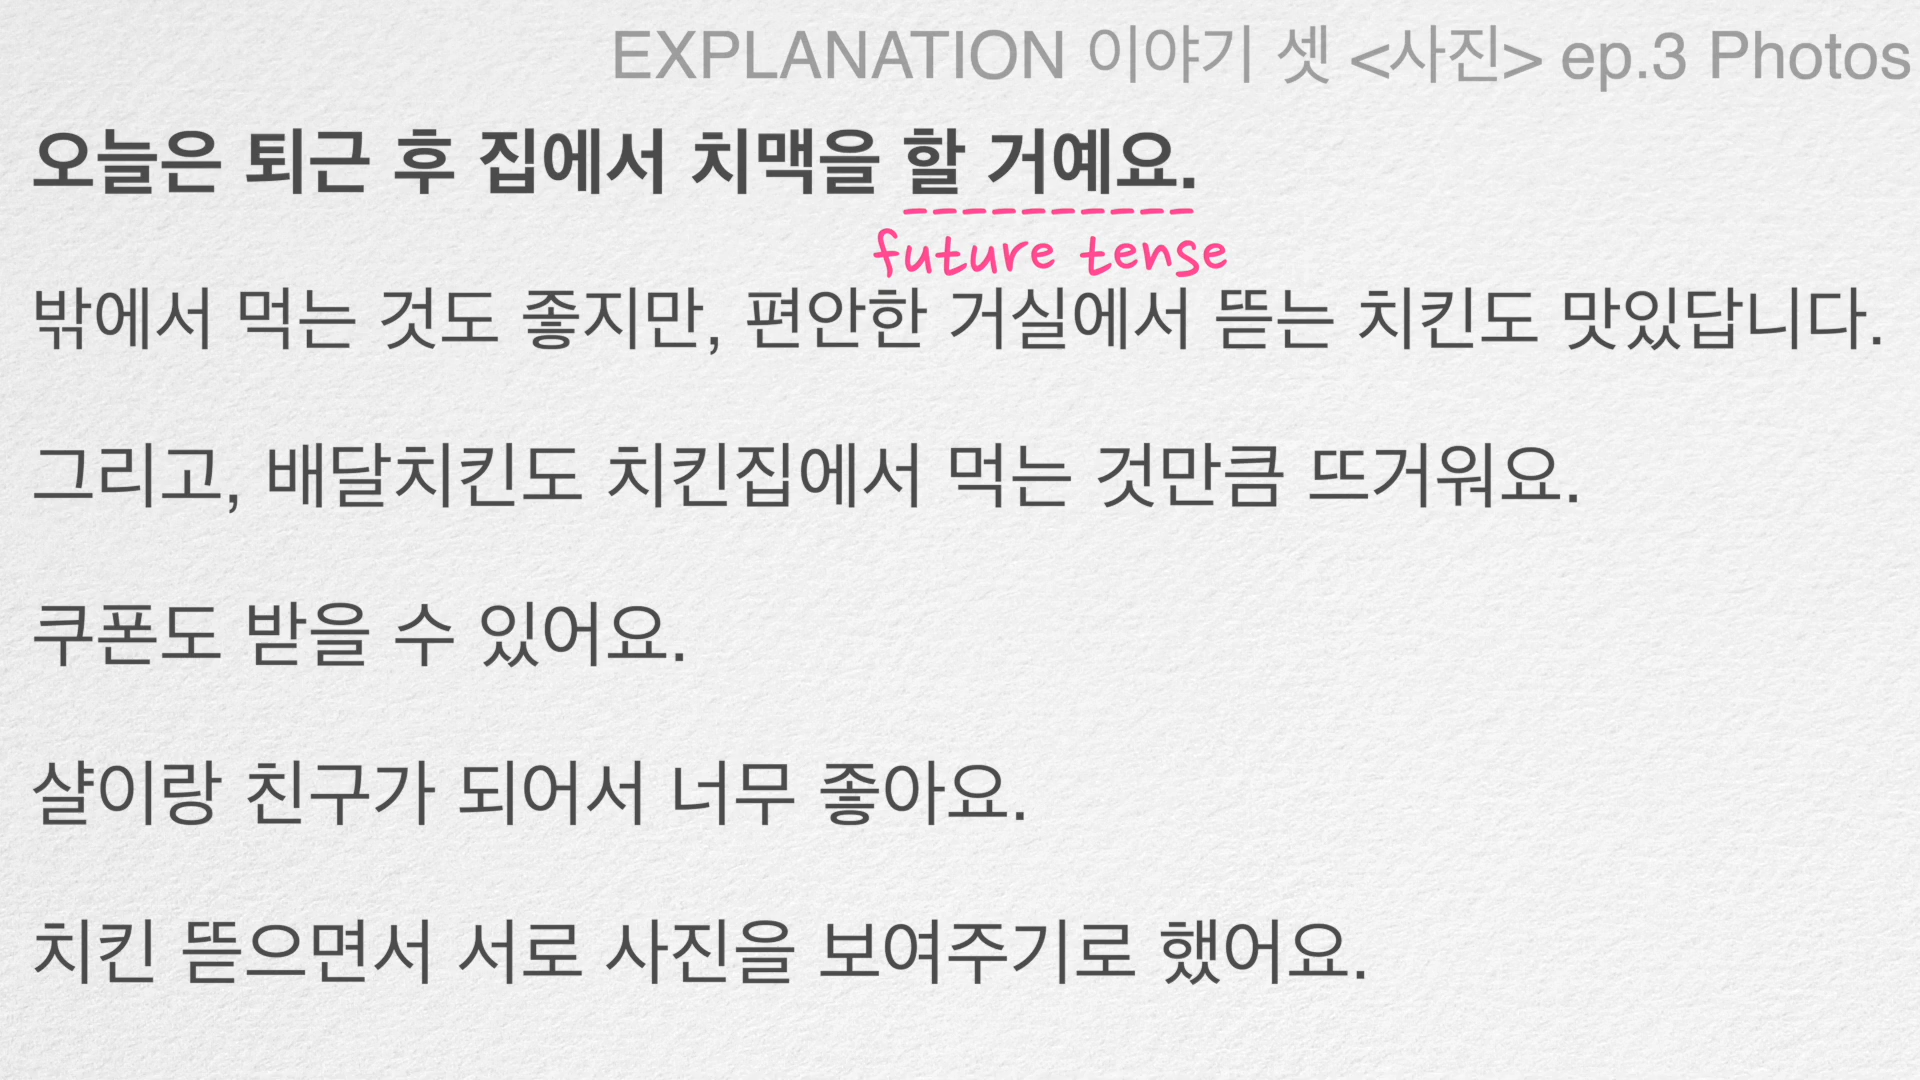 EXPLANATION 이야기 셋 <사진> ep.3 Photos
오늘은 퇴근 후 집에서 치맥을 할 거예요.
future tense
밖에서 먹는 것도 좋지만, 편안한 거실에서 뜯는 치킨도 맛있답니다.
그리고, 배달치킨도 치킨집에서 먹는 것만큼 뜨거워요.
쿠폰도 받을 수 있어요.
샬이랑 친구가 되어서 너무 좋아요.
치킨 뜯으면서 서로 사진을 보여주기로 했어요.